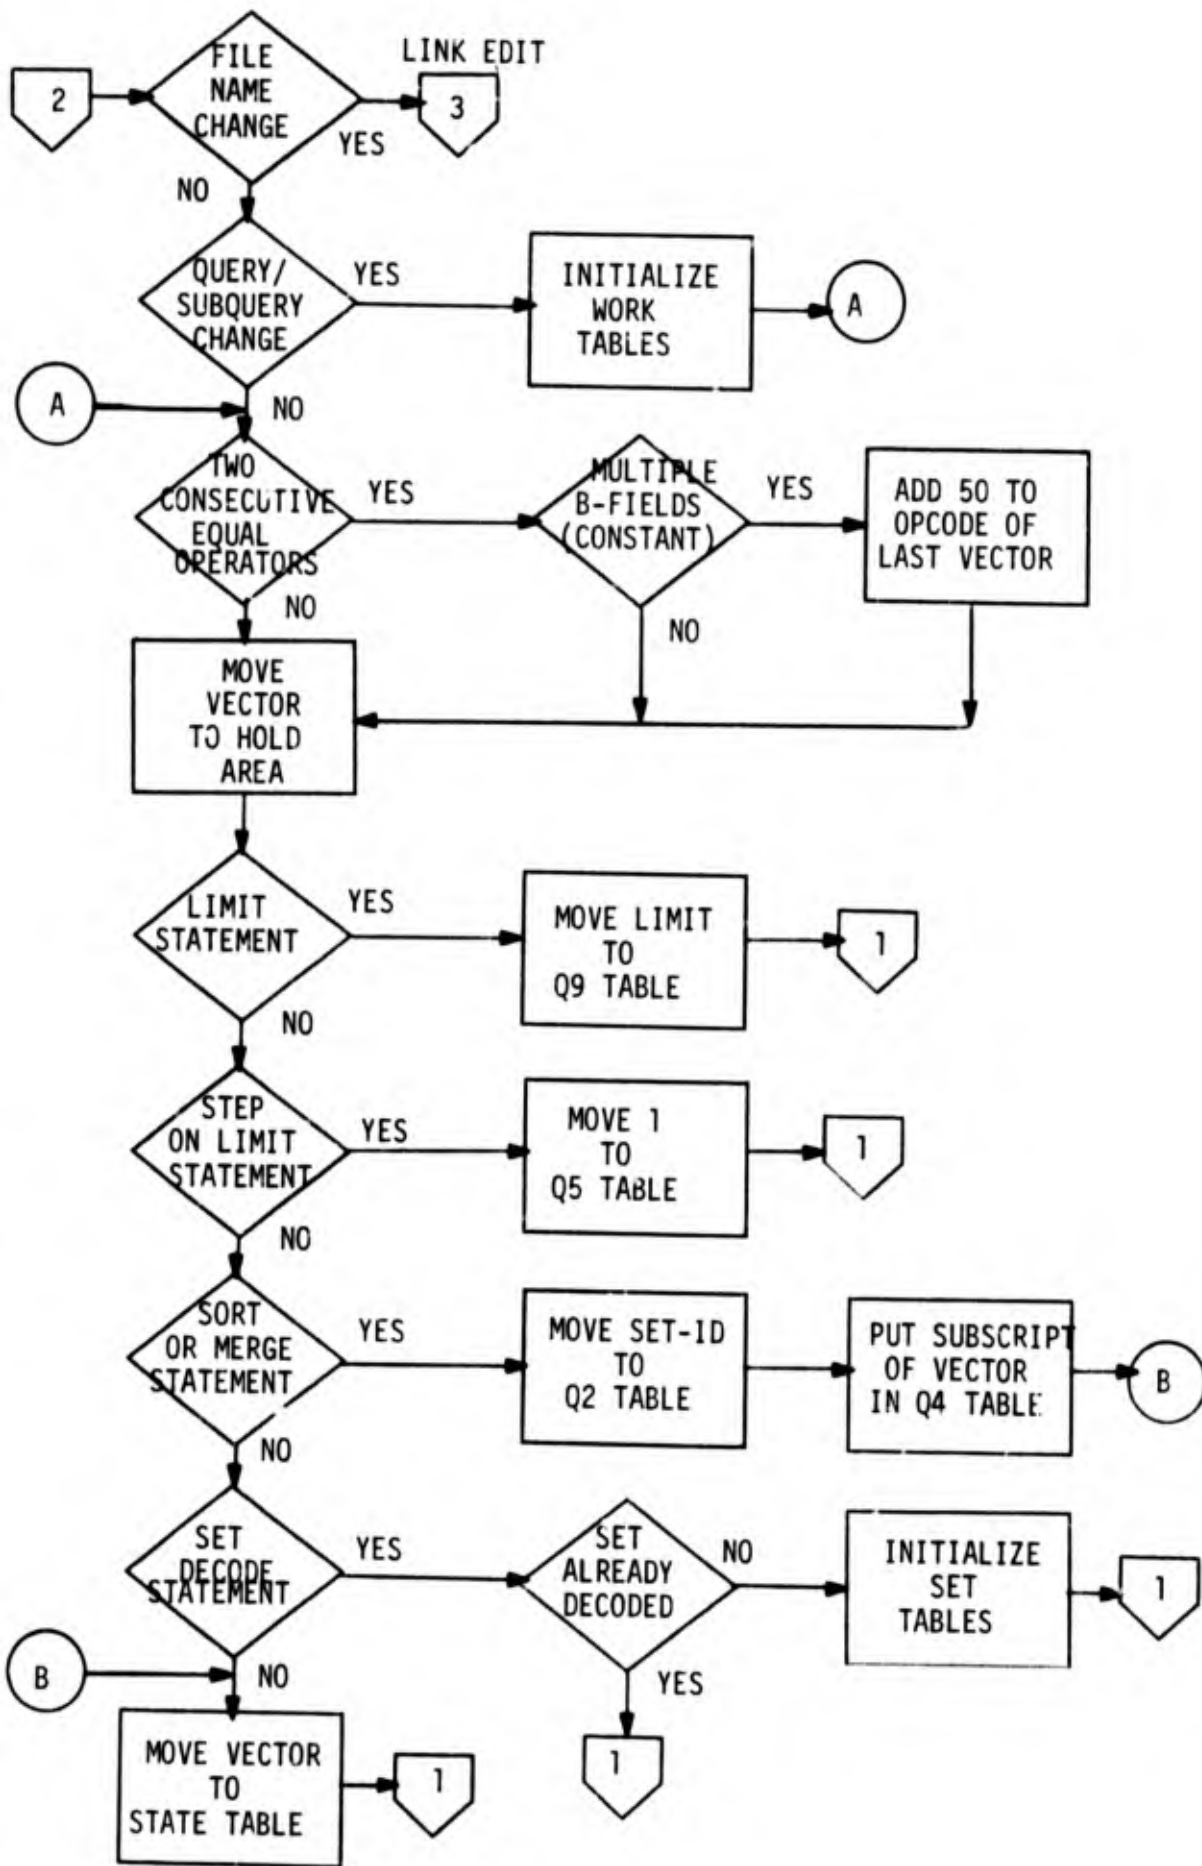 FILE
NAME
CHANGE
2
LINK EDIT
3
YES
NO
QUERY/
SUBQUERY
CHANGE
YES
INITIALIZE
WORK
TABLES
A
A
NO
TWO
CONSECUTIVE
EQUAL
OPERATORS
YES
MULTIPLE
B-FIELDS
(CONSTANT)
YES
ADD 50 TO
OPCODE OF
LAST VECTOR
NO
NO
MOVE
VECTOR
TO HOLD
AREA
LIMIT
STATEMENT
YES
MOVE LIMIT
TO
Q9 TABLE
1
NO
STEP
ON LIMIT
STATEMENT
YES
MOVE 1
TO
Q5 TABLE
1
NO
SORT
OR MERGE
STATEMENT
YES
MOVE SET-ID
TO
Q2 TABLE
PUT SUBSCRIPT
OF VECTOR
IN Q4 TABLE
B
NO
SET
DECODE
STATEMENT
YES
SET
ALREADY
DECODED
NO
INITIALIZE
SET
TABLES
1
B
NO
YES
MOVE VECTOR
TO
STATE TABLE
1
1